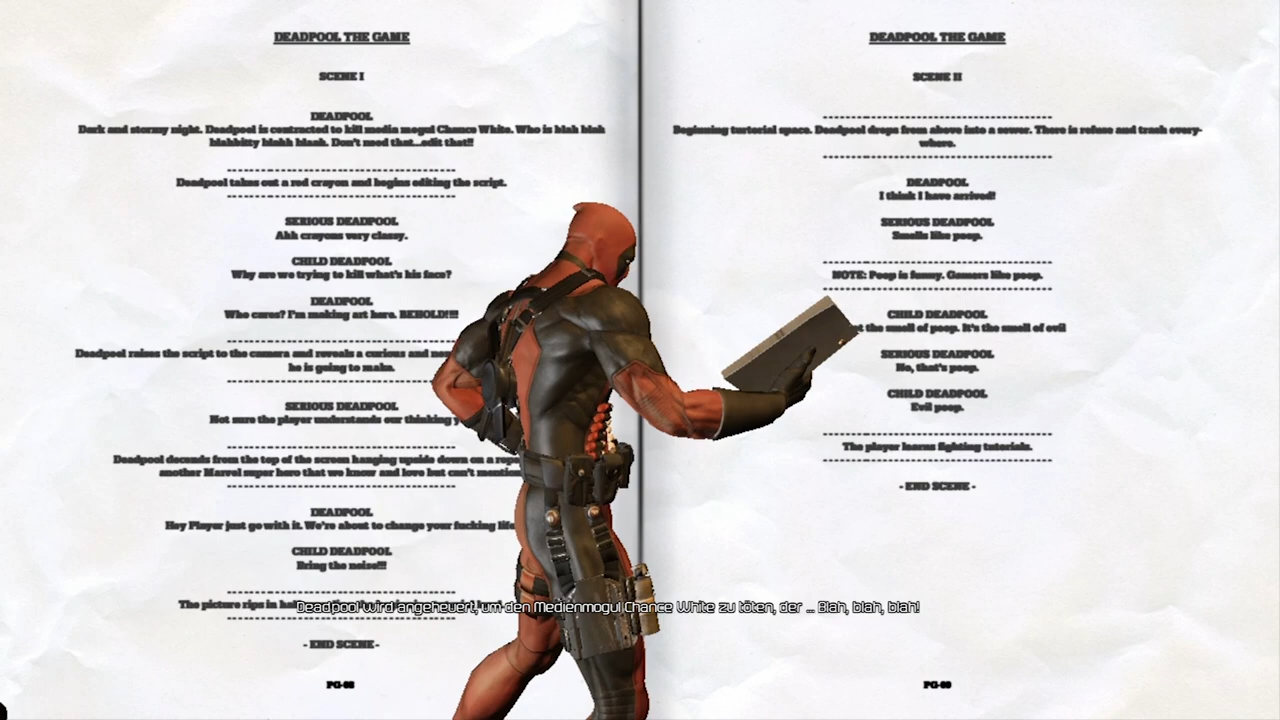 DEADPOOL THE GAME
SCENE I
DEADPOOL
Dark and stormy night. Deadpool is contracted to kill media mogul Chance White. Who is blah blah
blahbitty blahh blaah. Don't need that...edit that!!
Deadpool takes out a red crayon and begins editing the script.
SERIOUS DEADPOOL
Ahh crayons very classy.
CHILD DEADPOOL
Why are we trying to kill what's his face?
DEADPOOL
Who cares? I'm making art here. BEHOLD!!!!
Deadpool raises the script to the camera and reveals a curious and
he is going to make.
SERIOUS DEADPOOL
Not sure the player understands our thinking
Deadpool decends from the top of the screen hanging upside down on a rope
another Marvel super hero that we know and love but can't mention
DEADPOOL
Hey Player just go with it. We're about to change your fucking life
CHILD DEADPOOL
Bring the noise!!!
The picture rips in
Deadpool wird angeheuert, um den Medienmogul Chance White zu töten, der ... Blah, blah, blah!
- END SCENE -
PG-08
DEADPOOL THE GAME
SCENE II
Beginning turtorial space. Deadpool drops from above into a sewer. There is refuse and trash every-
where.
DEADPOOL
I think I have arrived!
SERIOUS DEADPOOL
Smells like poop.
NOTE: Poop is funny. Gamers like poop.
CHILD DEADPOOL
the smell of poop. It's the smell of evil
SERIOUS DEADPOOL
No, that's poop.
CHILD DEADPOOL
Evil poop.
The player learns fighting tutorials.
- END SCENE -
PG-09